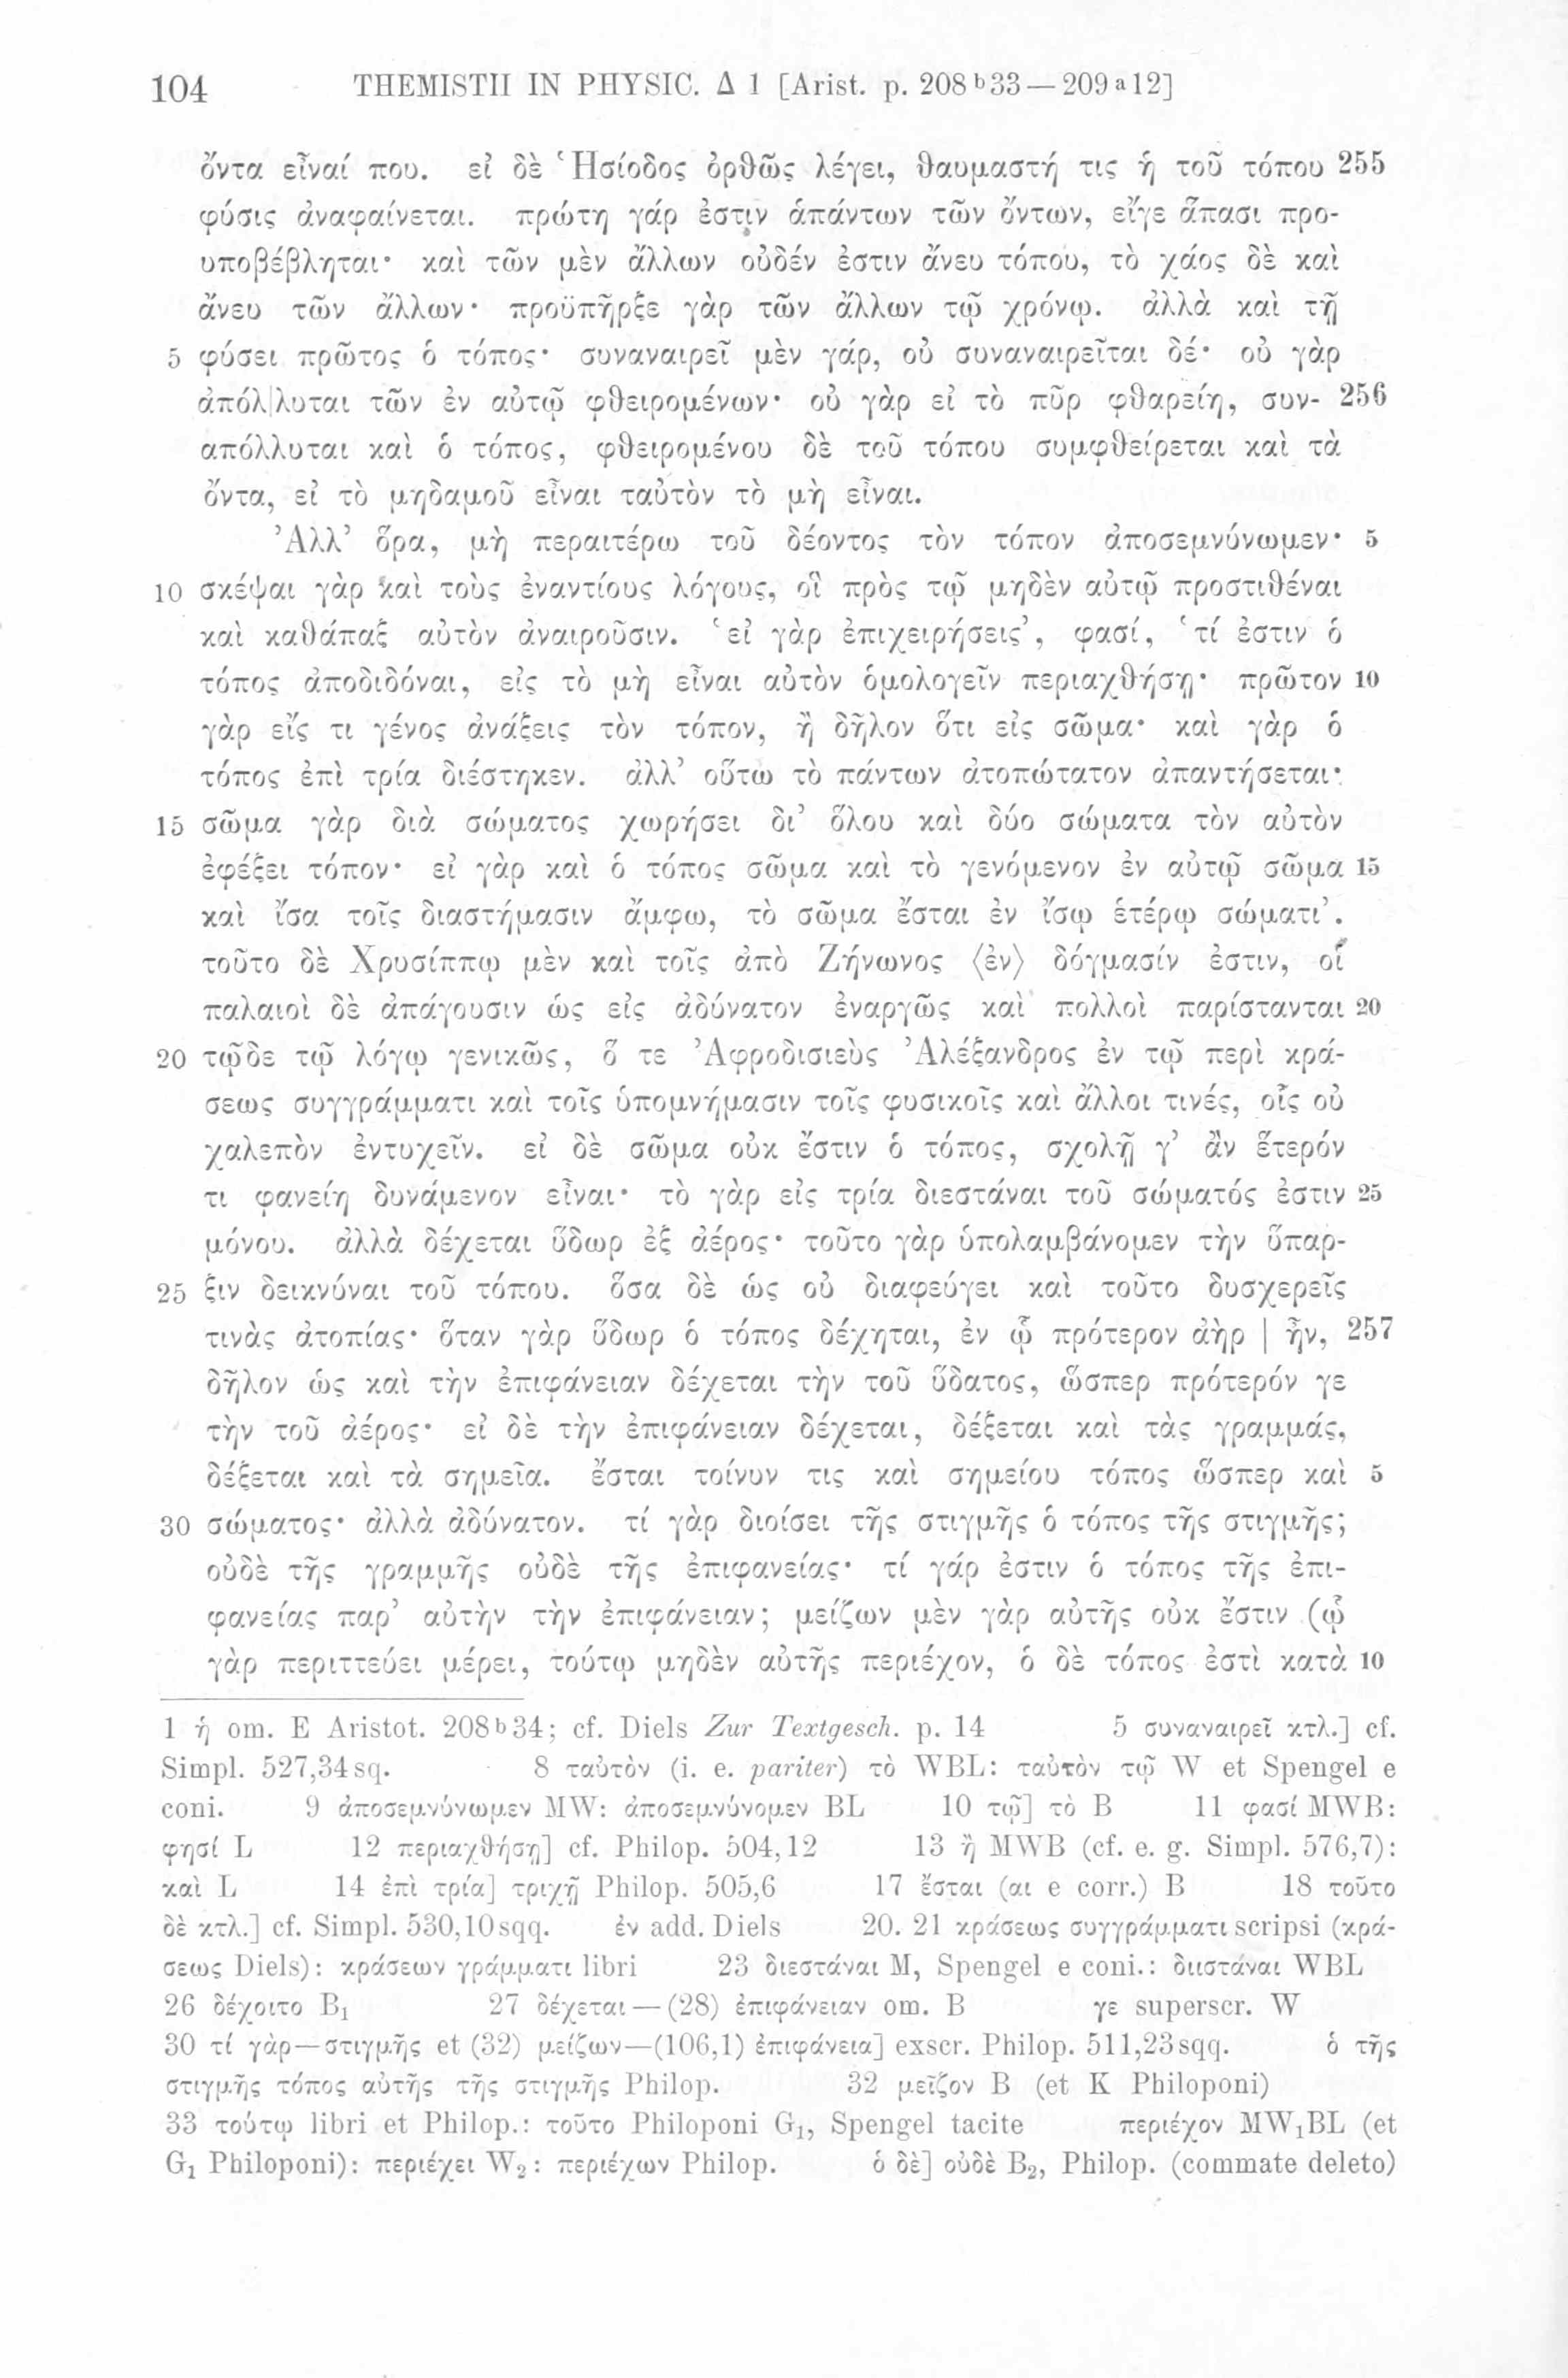 104 THEMISTII IN PHYSIC. Δ 1 [Arist. p. 208 b 33 — 209 a 12]
ὄντα εἶναί που. εἰ δὲ Ἡσίοδος ὀρθῶς λέγει, θαυμαστή τις ἡ τοῦ τόπου 255
φύσις ἀναφαίνεται. πρώτη γάρ ἐστιν ἁπάντων τῶν ὄντων, εἴγε ἅπασι προ-
υποβέβληται· καὶ τῶν μὲν ἄλλων οὐδέν ἐστιν ἄνευ τόπου, τὸ χάος δὲ καὶ
ἄνευ τῶν ἄλλων· προϋπῆρξε γὰρ τῶν ἄλλων τῷ χρόνῳ. ἀλλὰ καὶ τῇ
5 φύσει πρῶτος ὁ τόπος· συναναιρεῖ μὲν γάρ, οὐ συναναιρεῖται δέ· οὐ γὰρ
ἀπόλ|λυται τῶν ἐν αὐτῷ φθειρομένων· οὐ γὰρ εἰ τὸ πῦρ φθαρείη, συν- 256
απόλλυται καὶ ὁ τόπος, φθειρομένου δὲ τοῦ τόπου συμφθείρεται καὶ τὰ
ὄντα, εἰ τὸ μηδαμοῦ εἶναι ταὐτὸν τὸ μὴ εἶναι.
Ἀλλ’ ὅρα, μὴ περαιτέρω τοῦ δέοντος τὸν τόπον ἀποσεμνύνωμεν· 5
10 σκέψαι γὰρ καὶ τοὺς ἐναντίους λόγους, οἳ πρὸς τῷ μηδὲν αὐτῷ προστιθέναι
καὶ καθάπαξ αὐτὸν ἀναιροῦσιν. ‘εἰ γὰρ ἐπιχειρήσεις’, φασί, ‘τί ἐστιν ὁ
τόπος ἀποδιδόναι, εἰς τὸ μὴ εἶναι αὐτὸν ὁμολογεῖν περιαχθήσῃ· πρῶτον 10
γὰρ εἴς τι γένος ἀνάξεις τὸν τόπον, ἢ δῆλον ὅτι εἰς σῶμα· καὶ γὰρ ὁ
τόπος ἐπὶ τρία διέστηκεν. ἀλλ’ οὕτω τὸ πάντων ἀτοπώτατον ἀπαντήσεται·
15 σῶμα γὰρ διὰ σώματος χωρήσει δι’ ὅλου καὶ δύο σώματα τὸν αὐτὸν
ἐφέξει τόπον· εἰ γὰρ καὶ ὁ τόπος σῶμα καὶ τὸ γενόμενον ἐν αὐτῷ σῶμα 15
καὶ ἴσα τοῖς διαστήμασιν ἄμφω, τὸ σῶμα ἔσται ἐν ἴσῳ ἑτέρῳ σώματι’.
τοῦτο δὲ Χρυσίππῳ μὲν καὶ τοῖς ἀπὸ Ζήνωνος ⟨ἐν⟩ δόγμασίν ἐστιν, οἱ
παλαιοὶ δὲ ἀπάγουσιν ὡς εἰς ἀδύνατον ἐναργῶς καὶ πολλοὶ παρίστανται 20
20 τῷδε τῷ λόγῳ γενικῶς, ὅ τε Ἀφροδισιεὺς Ἀλέξανδρος ἐν τῷ περὶ κρά-
σεως συγγράμματι καὶ τοῖς ὑπομνήμασιν τοῖς φυσικοῖς καὶ ἄλλοι τινές, οἷς οὐ
χαλεπὸν ἐντυχεῖν. εἰ δὲ σῶμα οὐκ ἔστιν ὁ τόπος, σχολῇ γ’ ἂν ἕτερόν
τι φανείη δυνάμενον εἶναι· τὸ γὰρ εἰς τρία διεστάναι τοῦ σώματός ἐστιν 25
μόνου. ἀλλὰ δέχεται ὕδωρ ἐξ ἀέρος· τοῦτο γὰρ ὑπολαμβάνομεν τὴν ὕπαρ-
25 ξιν δεικνύναι τοῦ τόπου. ὅσα δὲ ὡς οὐ διαφεύγει καὶ τοῦτο δυσχερεῖς
τινὰς ἀτοπίας· ὅταν γὰρ ὕδωρ ὁ τόπος δέχηται, ἐν ᾧ πρότερον ἀὴρ | ἦν, 257
δῆλον ὡς καὶ τὴν ἐπιφάνειαν δέχεται τὴν τοῦ ὕδατος, ὥσπερ πρότερόν γε
τὴν τοῦ ἀέρος· εἰ δὲ τὴν ἐπιφάνειαν δέχεται, δέξεται καὶ τὰς γραμμάς,
δέξεται καὶ τὰ σημεῖα. ἔσται τοίνυν τις καὶ σημείου τόπος ὥσπερ καὶ 5
30 σώματος· ἀλλὰ ἀδύνατον. τί γὰρ διοίσει τῆς στιγμῆς ὁ τόπος τῆς στιγμῆς;
οὐδὲ τῆς γραμμῆς οὐδὲ τῆς ἐπιφανείας· τί γάρ ἐστιν ὁ τόπος τῆς ἐπι-
φανείας παρ’ αὐτὴν τὴν ἐπιφάνειαν; μείζων μὲν γὰρ αὐτῆς οὐκ ἔστιν (ᾧ
γὰρ περιττεύει μέρει, τούτῳ μηδὲν αὐτῆς περιέχον, ὁ δὲ τόπος ἐστὶ κατὰ 10
1 ἡ om. E Aristot. 208 b 34; cf. Diels Zur Textgesch. p. 14 5 συναναιρεῖ κτλ.] cf.
Simpl. 527,34 sq. 8 ταὐτὸν (i. e. pariter) τὸ WBL: ταὐτὸν τῷ W et Spengel e
coni. 9 ἀποσεμνύνωμεν MW: ἀποσεμνύνομεν BL 10 τῷ] τὸ B 11 φασί MWB:
φησί L 12 περιαχθήσῃ] cf. Philop. 504,12 13 ἢ MWB (cf. e. g. Simpl. 576,7):
καὶ L 14 ἐπὶ τρία] τριχῇ Philop. 505,6 17 ἔσται (αι e corr.) B 18 τοῦτο
δὲ κτλ.] cf. Simpl. 530,10 sqq. ἐν add. Diels 20. 21 κράσεως συγγράμματι scripsi (κρά-
σεως Diels): κράσεων γράμματι libri 23 διεστάναι M, Spengel e coni.: διιστάναι WBL
26 δέχοιτο B₁ 27 δέχεται — (28) ἐπιφάνειαν om. B γε superscr. W
30 τί γὰρ—στιγμῆς et (32) μείζων—(106,1) ἐπιφάνεια] exscr. Philop. 511,23 sqq. ὁ τῆς
στιγμῆς τόπος αὐτῆς τῆς στιγμῆς Philop. 32 μεῖζον B (et K Philoponi)
33 τούτῳ libri et Philop.: τοῦτο Philoponi G₁, Spengel tacite περιέχον MW₁BL (et
G₁ Philoponi): περιέχει W₂: περιέχων Philop. ὁ δὲ] οὐδὲ B₂, Philop. (commate deleto)